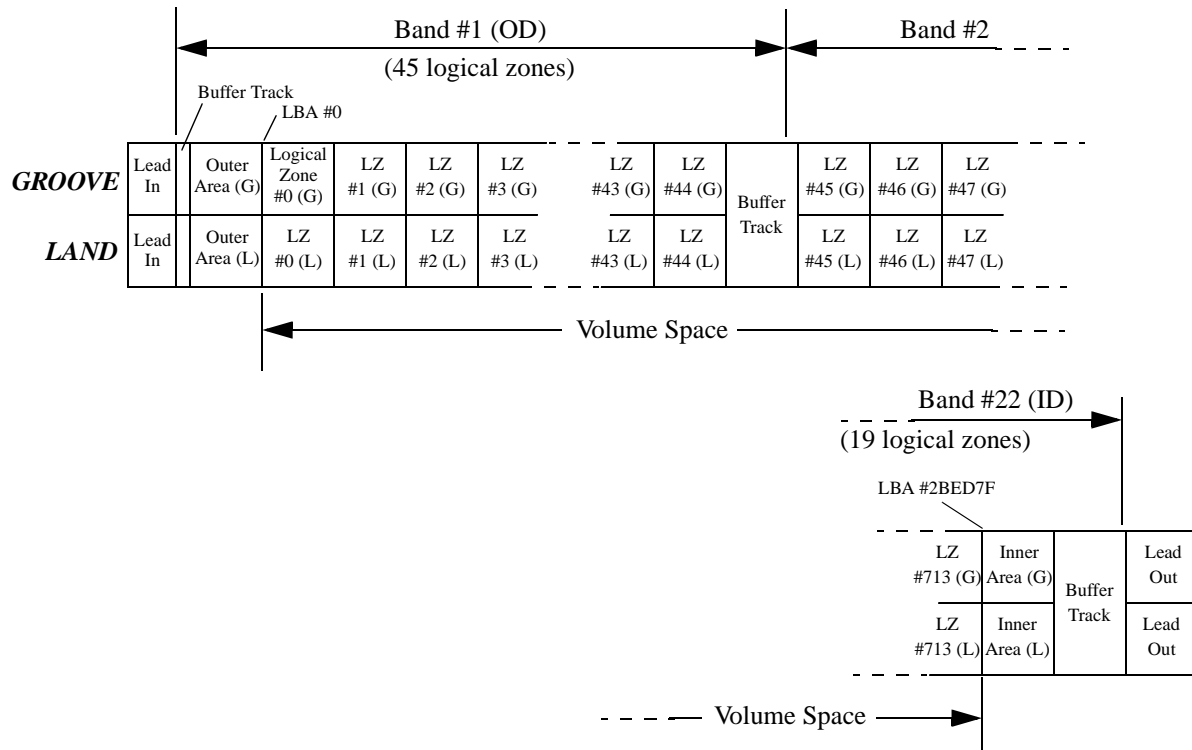 Band #1 (OD)
Band #2
(45 logical zones)
Buffer Track
LBA #0
GROOVE
Lead
In
Outer
Area (G)
Logical
Zone
#0 (G)
LZ
#1 (G)
LZ
#2 (G)
LZ
#3 (G)
LZ
#43 (G)
LZ
#44 (G)
Buffer
Track
LZ
#45 (G)
LZ
#46 (G)
LZ
#47 (G)
LAND
Lead
In
Outer
Area (L)
LZ
#0 (L)
LZ
#1 (L)
LZ
#2 (L)
LZ
#3 (L)
LZ
#43 (L)
LZ
#44 (L)
LZ
#45 (L)
LZ
#46 (L)
LZ
#47 (L)
Volume Space
Band #22 (ID)
(19 logical zones)
LBA #2BED7F
LZ
#713 (G)
Inner
Area (G)
Buffer
Track
Lead
Out
LZ
#713 (L)
Inner
Area (L)
Lead
Out
Volume Space